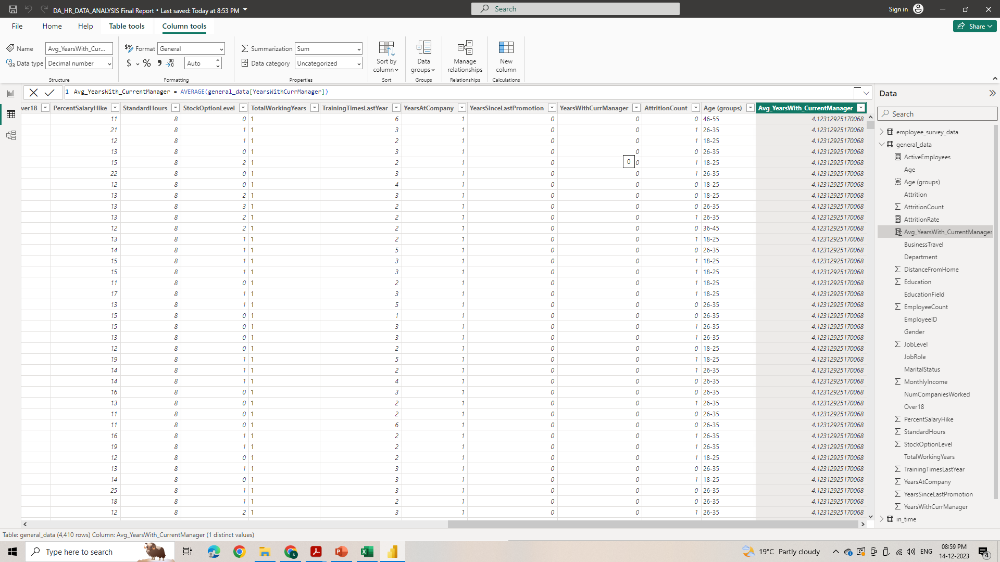 DA_HR_DATA_ANALYSIS Final Report • Last saved: Today at 8:53 PM
Search
Sign in
File Home Help Table tools Column tools
Share
Name Avg_YearsWith_Cur...
Data type Decimal number
Structure
Format General
$ % 9 .00 Auto
Formatting
Summarization Sum
Data category Uncategorized
Properties
Sort by column
Sort
Data groups
Groups
Manage relationships
Relationships
New column
Calculations
1 Avg_YearsWith_CurrentManager = AVERAGE(general_data[YearsWithCurrManager])
ver18 PercentSalaryHike StandardHours StockOptionLevel TotalWorkingYears TrainingTimesLastYear YearsAtCompany YearsSinceLastPromotion YearsWithCurrManager AttritionCount Age (groups) Avg_YearsWith_CurrentManager
11 8 0 1 6 1 0 0 0 46-55 4.12312925170068
21 8 1 1 3 1 0 0 1 26-35 4.12312925170068
12 8 1 1 2 1 0 0 1 18-25 4.12312925170068
13 8 0 1 3 1 0 0 0 26-35 4.12312925170068
15 8 2 1 2 1 0 0 1 18-25 4.12312925170068
0
22 8 0 1 3 1 0 0 1 26-35 4.12312925170068
12 8 0 1 4 1 0 0 0 18-25 4.12312925170068
13 8 2 1 3 1 0 0 0 18-25 4.12312925170068
13 8 3 1 2 1 0 0 0 26-35 4.12312925170068
13 8 2 1 2 1 0 0 1 26-35 4.12312925170068
12 8 2 1 2 1 0 0 0 36-45 4.12312925170068
13 8 1 1 2 1 0 0 1 18-25 4.12312925170068
14 8 1 1 5 1 0 0 0 26-35 4.12312925170068
15 8 1 1 3 1 0 0 1 18-25 4.12312925170068
15 8 1 1 3 1 0 0 1 18-25 4.12312925170068
11 8 0 1 2 1 0 0 1 18-25 4.12312925170068
17 8 1 1 3 1 0 0 1 18-25 4.12312925170068
13 8 1 1 5 1 0 0 0 26-35 4.12312925170068
15 8 0 1 1 1 0 0 0 26-35 4.12312925170068
15 8 0 1 3 1 0 0 1 26-35 4.12312925170068
13 8 0 1 3 1 0 0 1 26-35 4.12312925170068
12 8 0 1 2 1 0 0 0 18-25 4.12312925170068
19 8 1 1 5 1 0 0 1 18-25 4.12312925170068
14 8 1 1 2 1 0 0 1 26-35 4.12312925170068
14 8 1 1 4 1 0 0 0 26-35 4.12312925170068
16 8 0 1 3 1 0 0 0 26-35 4.12312925170068
13 8 0 1 2 1 0 0 1 26-35 4.12312925170068
11 8 0 1 2 1 0 0 0 26-35 4.12312925170068
11 8 0 1 6 1 0 0 0 26-35 4.12312925170068
16 8 1 1 2 1 0 0 1 26-35 4.12312925170068
19 8 1 1 2 1 0 0 1 26-35 4.12312925170068
12 8 0 1 2 1 0 0 1 18-25 4.12312925170068
13 8 1 1 3 1 0 0 0 26-35 4.12312925170068
14 8 0 1 3 1 0 0 1 18-25 4.12312925170068
25 8 1 1 3 1 0 0 0 26-35 4.12312925170068
18 8 1 1 2 1 0 0 0 26-35 4.12312925170068
12 8 2 1 3 1 0 0 1 26-35 4.12312925170068
Data
Search
employee_survey_data
general_data
ActiveEmployees
Age
Age (groups)
Attrition
AttritionCount
AttritionRate
Avg_YearsWith_CurrentManager
BusinessTravel
Department
DistanceFromHome
Education
EducationField
EmployeeCount
EmployeeID
Gender
JobLevel
JobRole
MaritalStatus
MonthlyIncome
NumCompaniesWorked
Over18
PercentSalaryHike
StandardHours
StockOptionLevel
TotalWorkingYears
TrainingTimesLastYear
YearsAtCompany
YearsSinceLastPromotion
YearsWithCurrManager
in_time
Table: general_data (4,410 rows) Column: Avg_YearsWith_CurrentManager (1 distinct values)
Type here to search
19°C Partly cloudy
ENG
08:59 PM
14-12-2023
4